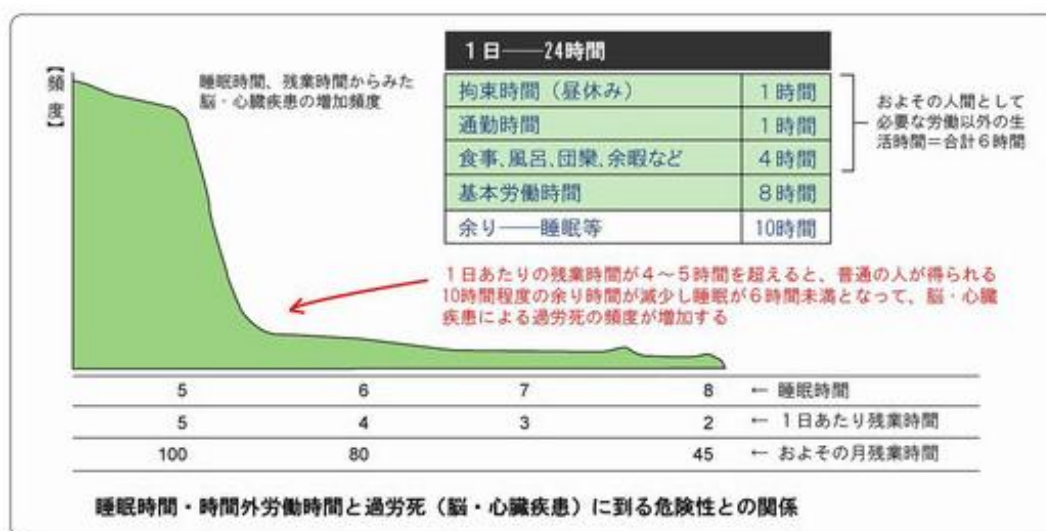 【頻度】
睡眠時間、残業時間からみた
脳・心臓疾患の増加頻度
1日――24時間
拘束時間(昼休み) 1時間
通勤時間 1時間
食事、風呂、団欒、余暇など 4時間
基本労働時間 8時間
余り――睡眠等 10時間
およその人間として
必要な労働以外の生
活時間=合計6時間
1日あたりの残業時間が4~5時間を超えると、普通の人が得られる
10時間程度の余り時間が減少し睡眠が6時間未満となって、脳・心臓
疾患による過労死の頻度が増加する
5 6 7 8 ← 睡眠時間
5 4 3 2 ← 1日あたり残業時間
100 80 45 ← およその月残業時間
睡眠時間・時間外労働時間と過労死(脳・心臓疾患)に到る危険性との関係